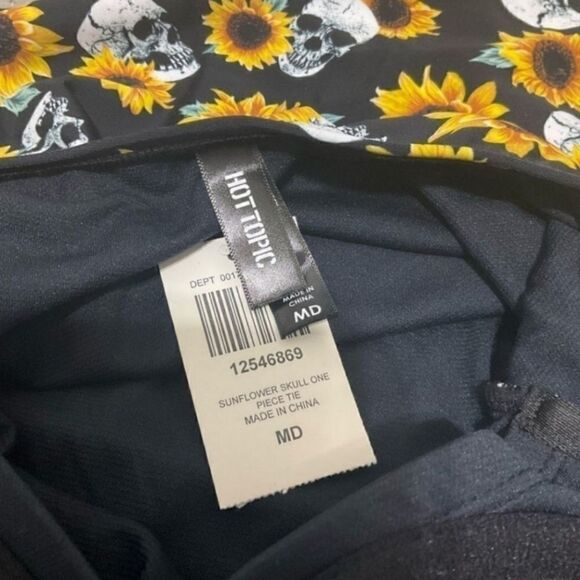 HOT TOPIC
MADE IN
CHINA
MD
DEPT 001
12546869
SUNFLOWER SKULL ONE
PIECE TIE
MADE IN CHINA
MD